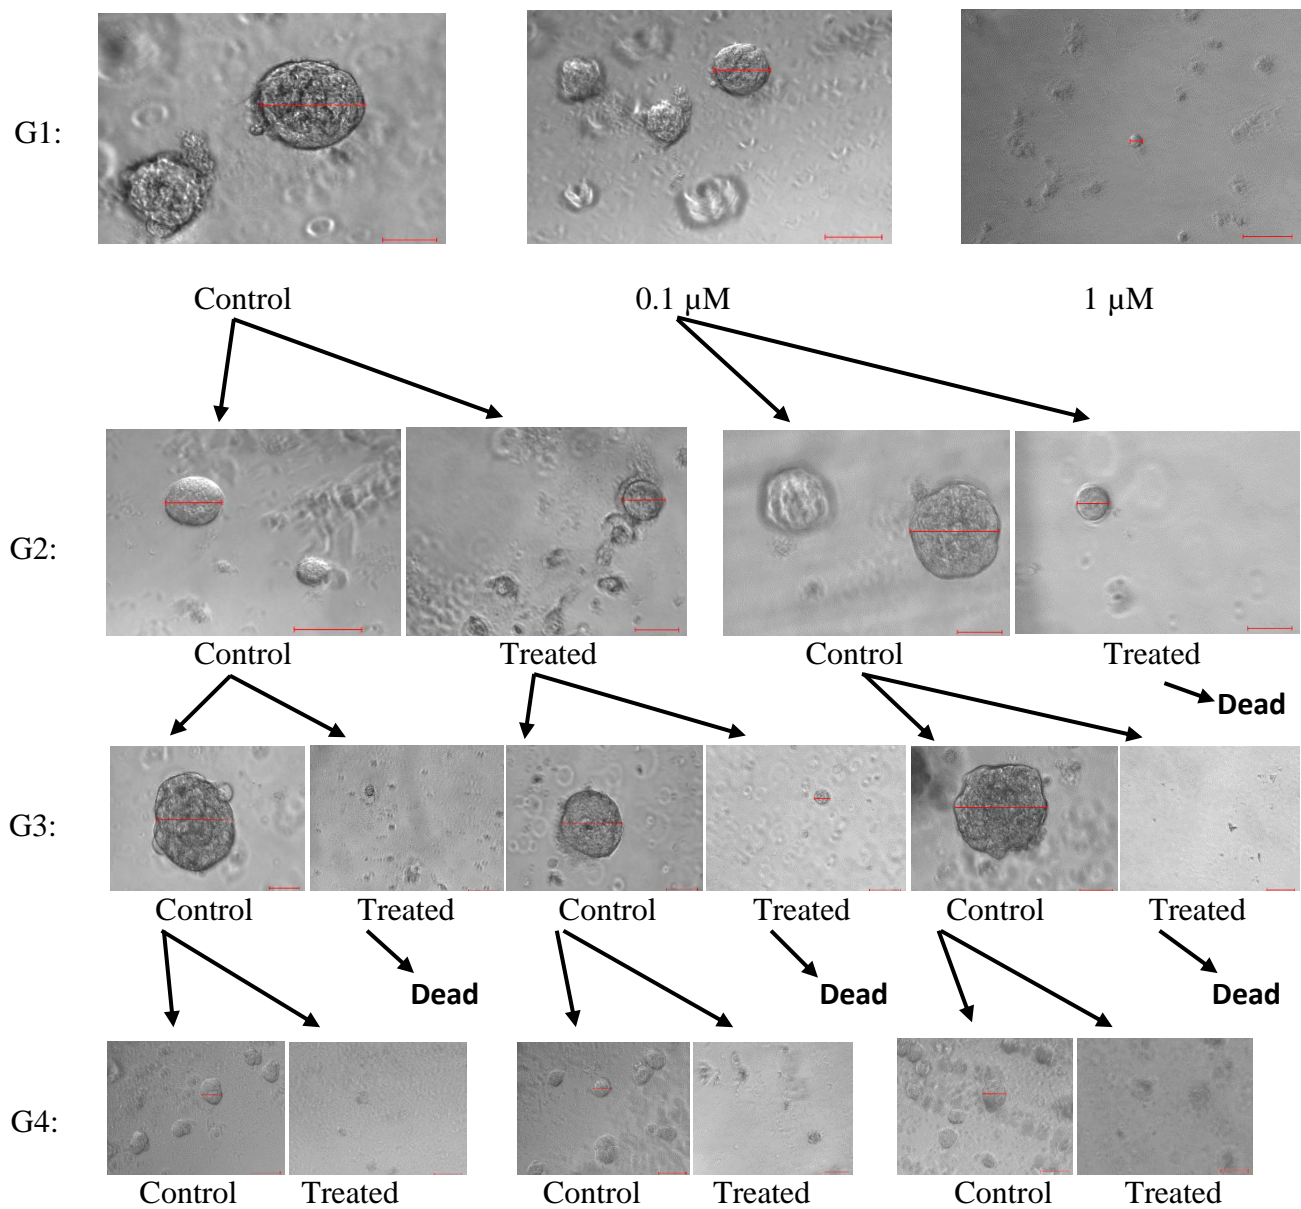 G1:
Control 0.1 µM 1 µM
G2:
Control Treated Control Treated
Dead
G3:
Control Treated Control Treated Control Treated
Dead Dead Dead
G4:
Control Treated Control Treated Control Treated